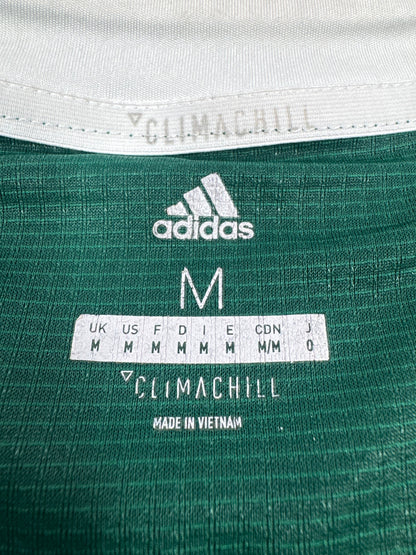 CLIMACHILL
adidas
M
UK US F D I E CDN J
M M M M M M M/M O
CLIMACHILL
MADE IN VIETNAM